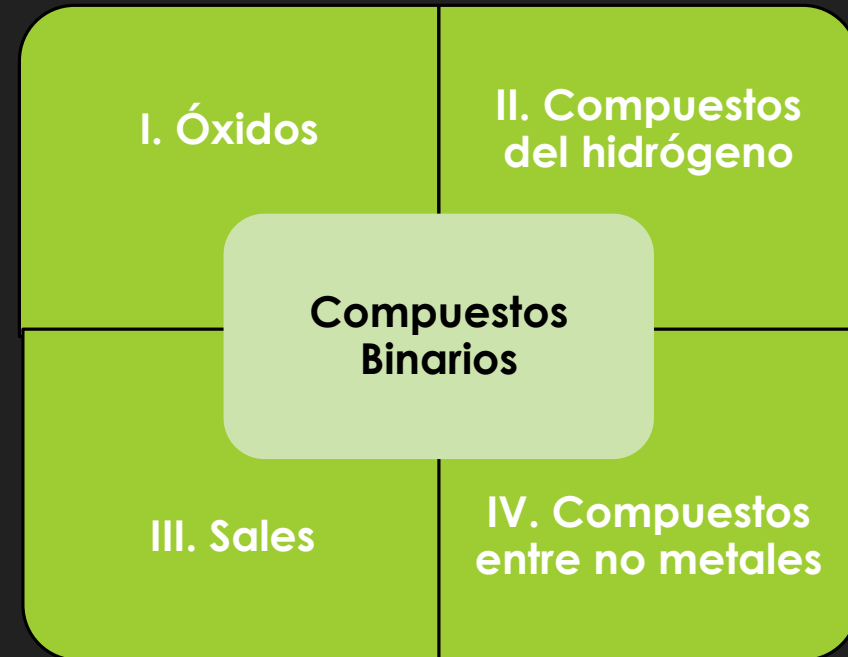 I. Óxidos
II. Compuestos
del hidrógeno
Compuestos
Binarios
III. Sales
IV. Compuestos
entre no metales